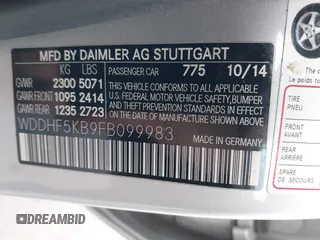 MFD BY DAIMLER AG STUTTGART
KG LBS PASSENGER CAR 775 10/14
GVWR 2300 5071
GAWR FRONT 1095 2414
GAWR REAR 1235 2723
THIS VEHICLE CONFORMS TO ALL APPLICABLE
FEDERAL MOTOR VEHICLE
SAFETY, BUMPER, AND
THEFT PREVENTION STANDARDS
IN EFFECT ON THE DATE OF
MANUFACTURE SHOWN ABOVE.
WDDHF5KB9FB099983
MADE IN GERMANY
TIRE
PNEU
FRONT
AVANT
REAR
ARRIÈRE
SPARE
DREAMBID